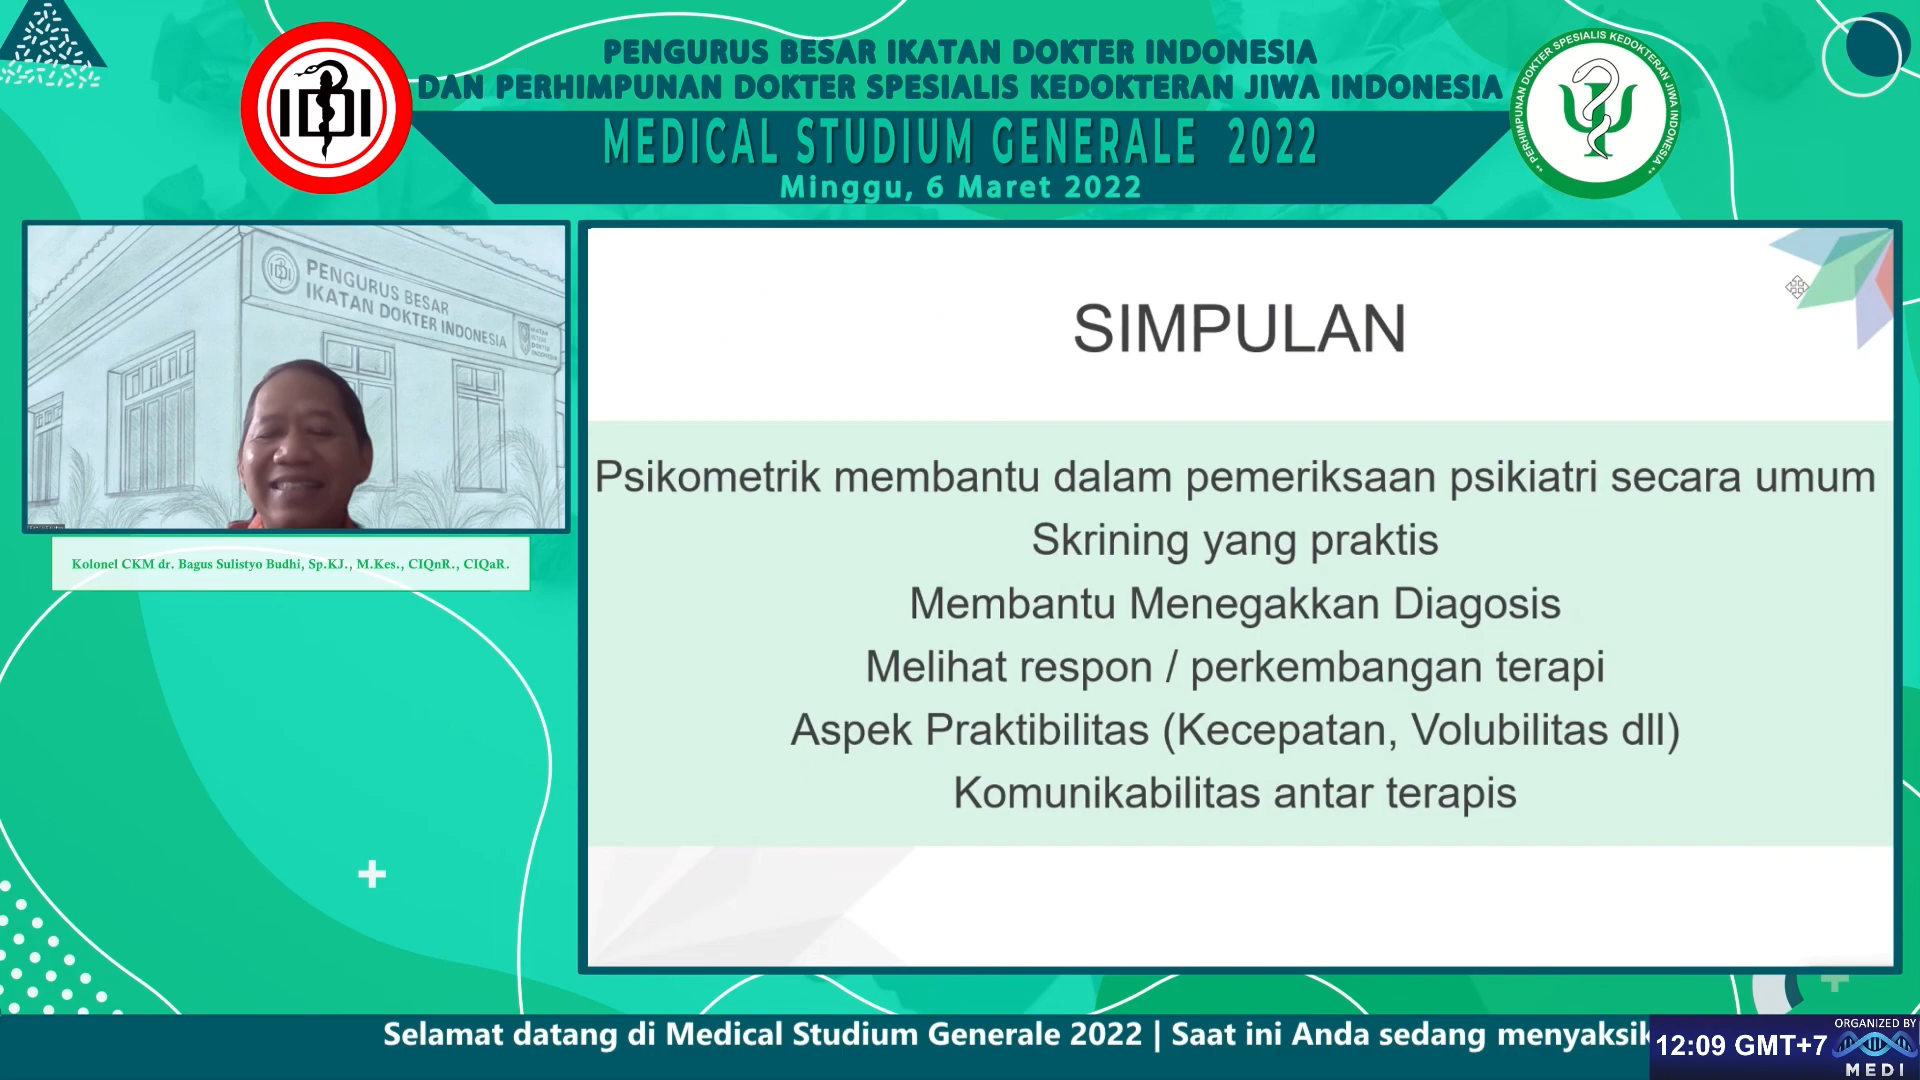 PENGURUS BESAR IKATAN DOKTER INDONESIA
DAN PERHIMPUNAN DOKTER SPESIALIS KEDOKTERAN JIWA INDONESIA
MEDICAL STUDIUM GENERALE 2022
Minggu, 6 Maret 2022
IDI
PERHIMPUNAN DOKTER SPESIALIS KEDOKTERAN JIWA INDONESIA
IDI
PENGURUS BESAR
IKATAN DOKTER INDONESIA
Kolonel CKM dr. Bagus Sulistyo Budhi, Sp.KJ., M.Kes., CIQnR., CIQaR.
SIMPULAN
Psikometrik membantu dalam pemeriksaan psikiatri secara umum
Skrining yang praktis
Membantu Menegakkan Diagosis
Melihat respon / perkembangan terapi
Aspek Praktibilitas (Kecepatan, Volubilitas dll)
Komunikabilitas antar terapis
Selamat datang di Medical Studium Generale 2022 | Saat ini Anda sedang menyaksik
12:09 GMT+7
ORGANIZED BY
MEDI